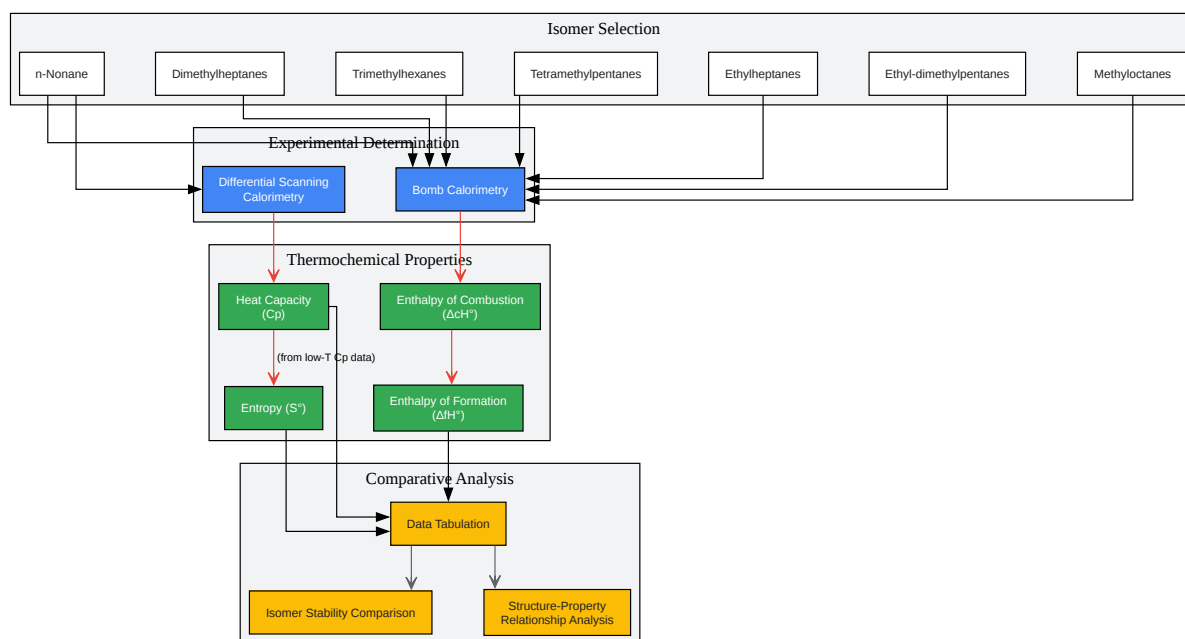 Isomer Selection
n-Nonane
Dimethylheptanes
Trimethylhexanes
Tetramethylpentanes
Ethylheptanes
Ethyl-dimethylpentanes
Methyloctanes
Experimental Determination
Differential Scanning
Calorimetry
Bomb Calorimetry
Thermochemical Properties
Heat Capacity
(Cp)
Enthalpy of Combustion
(ΔcH°)
(from low-T Cp data)
Entropy (S°)
Enthalpy of Formation
(ΔfH°)
Comparative Analysis
Data Tabulation
Isomer Stability Comparison
Structure-Property
Relationship Analysis